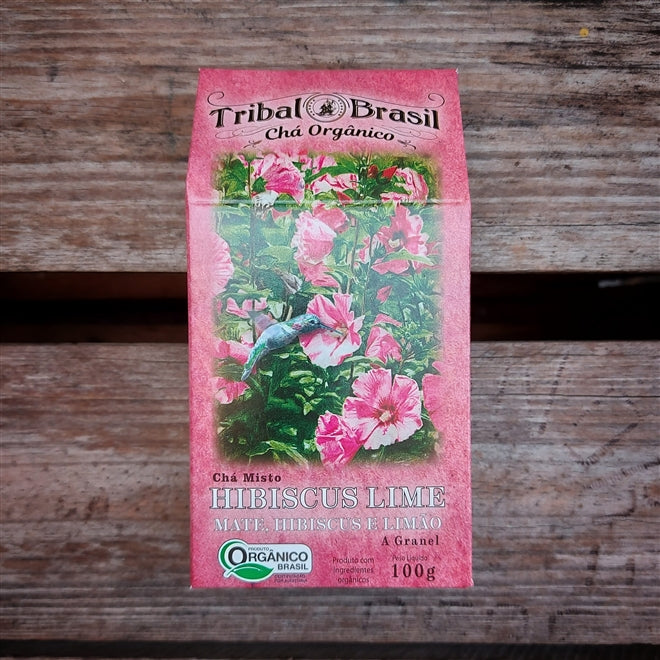 Tribal Brasil
Chá Orgânico
Chá Misto
HIBISCUS LIME
MATE, HIBISCUS E LIMÃO
A Granel
PRODUTO
ORGÂNICO
BRASIL
Produto com
ingredientes
orgânicos
Peso Líquido
100g